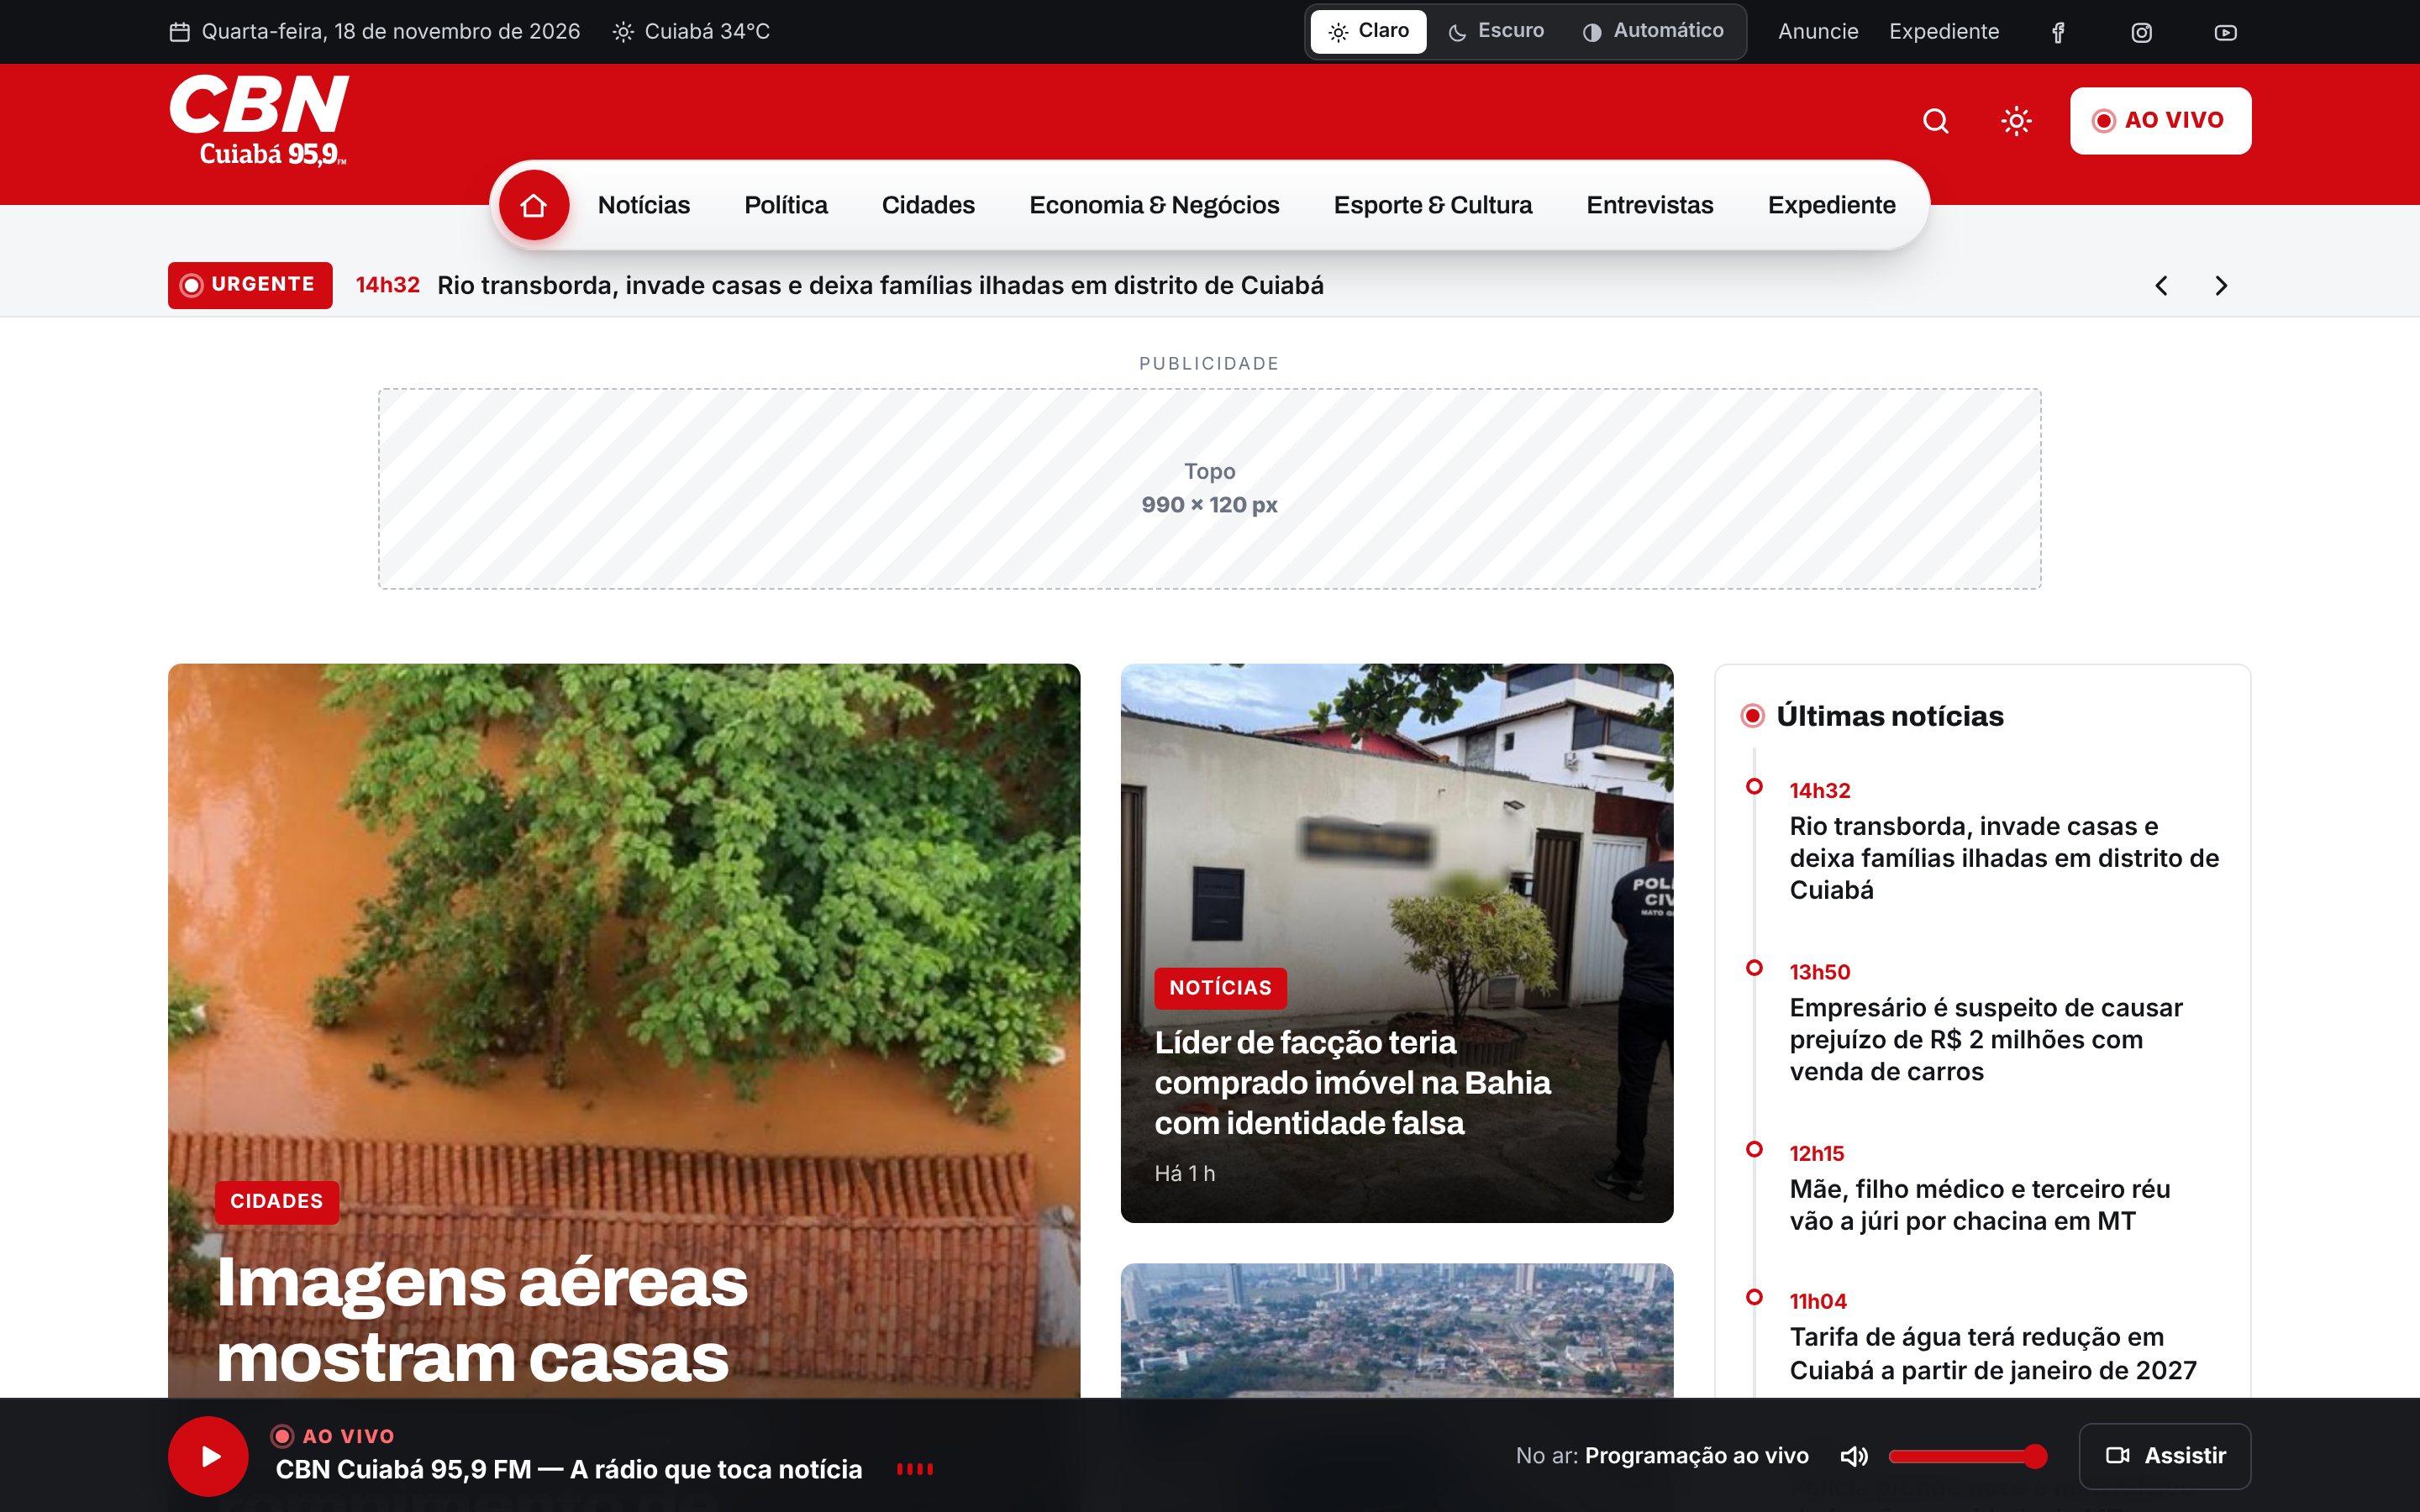 Quarta-feira, 18 de novembro de 2026
Cuiabá 34°C
Claro
Escuro
Automático
Anuncie
Expediente
CBN
Cuiabá 95,9 FM
AO VIVO
Notícias
Política
Cidades
Economia & Negócios
Esporte & Cultura
Entrevistas
Expediente
URGENTE
14h32 Rio transborda, invade casas e deixa famílias ilhadas em distrito de Cuiabá
PUBLICIDADE
Topo
990 × 120 px
CIDADES
Imagens aéreas
mostram casas
POLI
CIV
MATO G
NOTÍCIAS
Líder de facção teria
comprado imóvel na Bahia
com identidade falsa
Há 1 h
Últimas notícias
14h32
Rio transborda, invade casas e
deixa famílias ilhadas em distrito de
Cuiabá
13h50
Empresário é suspeito de causar
prejuízo de R$ 2 milhões com
venda de carros
12h15
Mãe, filho médico e terceiro réu
vão a júri por chacina em MT
11h04
Tarifa de água terá redução em
Cuiabá a partir de janeiro de 2027
AO VIVO
CBN Cuiabá 95,9 FM — A rádio que toca notícia
No ar: Programação ao vivo
Assistir